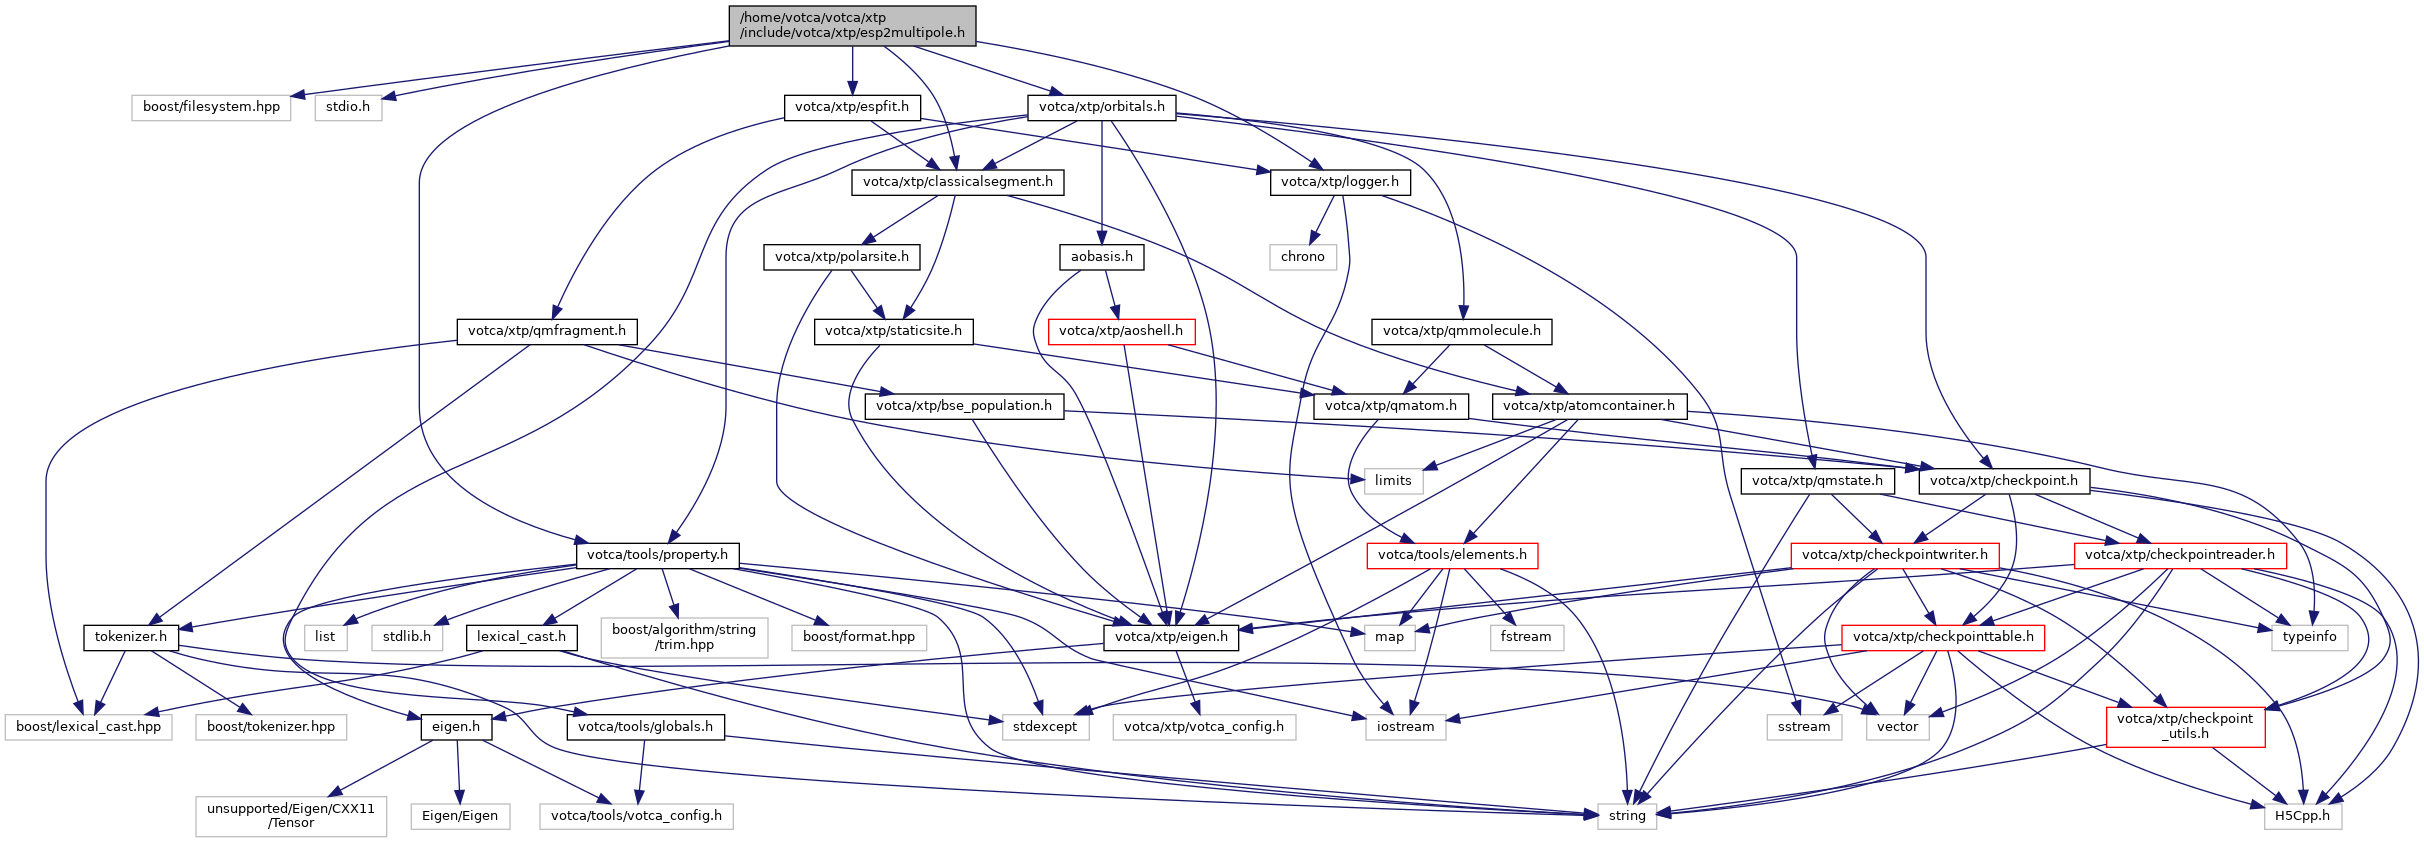 /home/votca/votca/xtp
/include/votca/xtp/esp2multipole.h
boost/filesystem.hpp
stdio.h
votca/xtp/espfit.h
votca/xtp/orbitals.h
votca/xtp/classicalsegment.h
votca/xtp/logger.h
votca/xtp/polarsite.h
aobasis.h
chrono
votca/xtp/qmfragment.h
votca/xtp/staticsite.h
votca/xtp/aoshell.h
votca/xtp/qmmolecule.h
votca/xtp/bse_population.h
votca/xtp/qmatom.h
votca/xtp/atomcontainer.h
limits
votca/xtp/qmstate.h
votca/xtp/checkpoint.h
votca/tools/property.h
votca/tools/elements.h
votca/xtp/checkpointwriter.h
votca/xtp/checkpointreader.h
tokenizer.h
list
stdlib.h
lexical_cast.h
boost/algorithm/string
/trim.hpp
boost/format.hpp
votca/xtp/eigen.h
map
fstream
votca/xtp/checkpointtable.h
typeinfo
boost/lexical_cast.hpp
boost/tokenizer.hpp
eigen.h
votca/tools/globals.h
stdexcept
votca/xtp/votca_config.h
iostream
sstream
vector
votca/xtp/checkpoint
_utils.h
unsupported/Eigen/CXX11
/Tensor
Eigen/Eigen
votca/tools/votca_config.h
string
H5Cpp.h